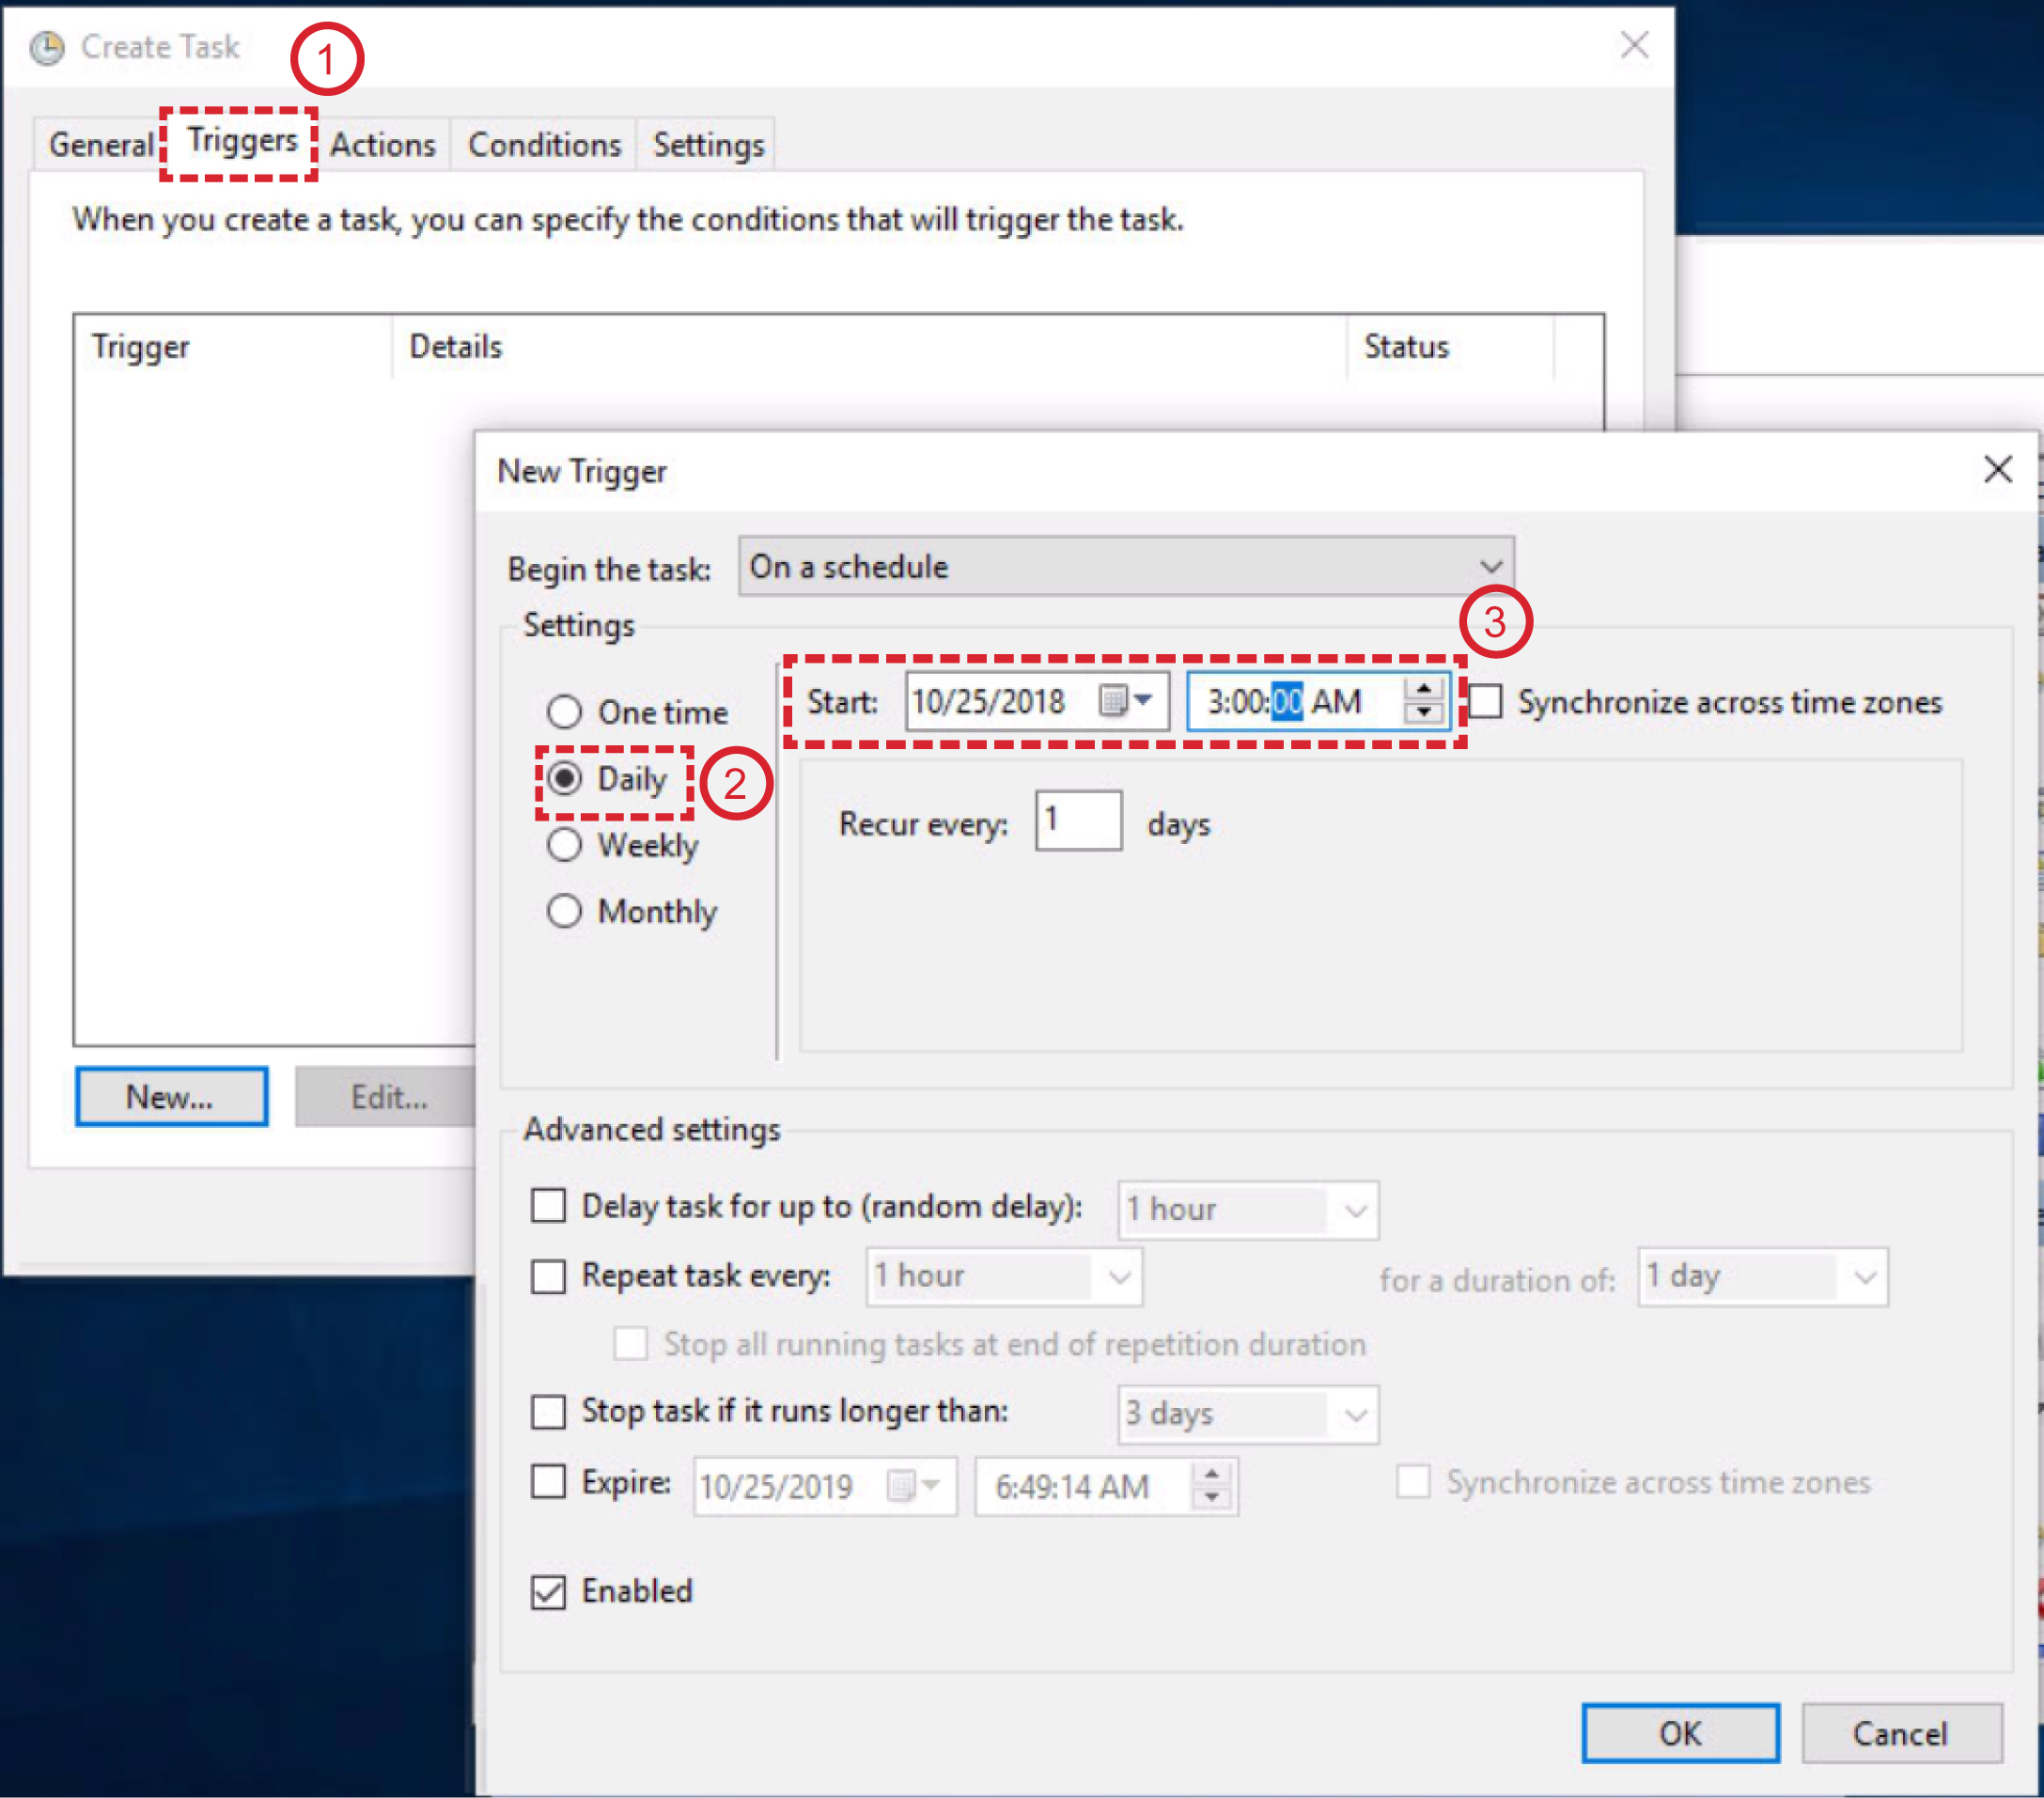 Create Task
1
General Triggers Actions Conditions Settings
When you create a task, you can specify the conditions that will trigger the task.
Trigger Details Status
New Trigger
Begin the task: On a schedule
3
Settings
Start: 10/25/2018 3:00:00 AM Synchronize across time zones
One time
Daily 2
Recur every: 1 days
Weekly
Monthly
New... Edit...
Advanced settings
Delay task for up to (random delay): 1 hour
Repeat task every: 1 hour for a duration of: 1 day
Stop all running tasks at end of repetition duration
Stop task if it runs longer than: 3 days
Expire: 10/25/2019 6:49:14 AM Synchronize across time zones
Enabled
OK Cancel